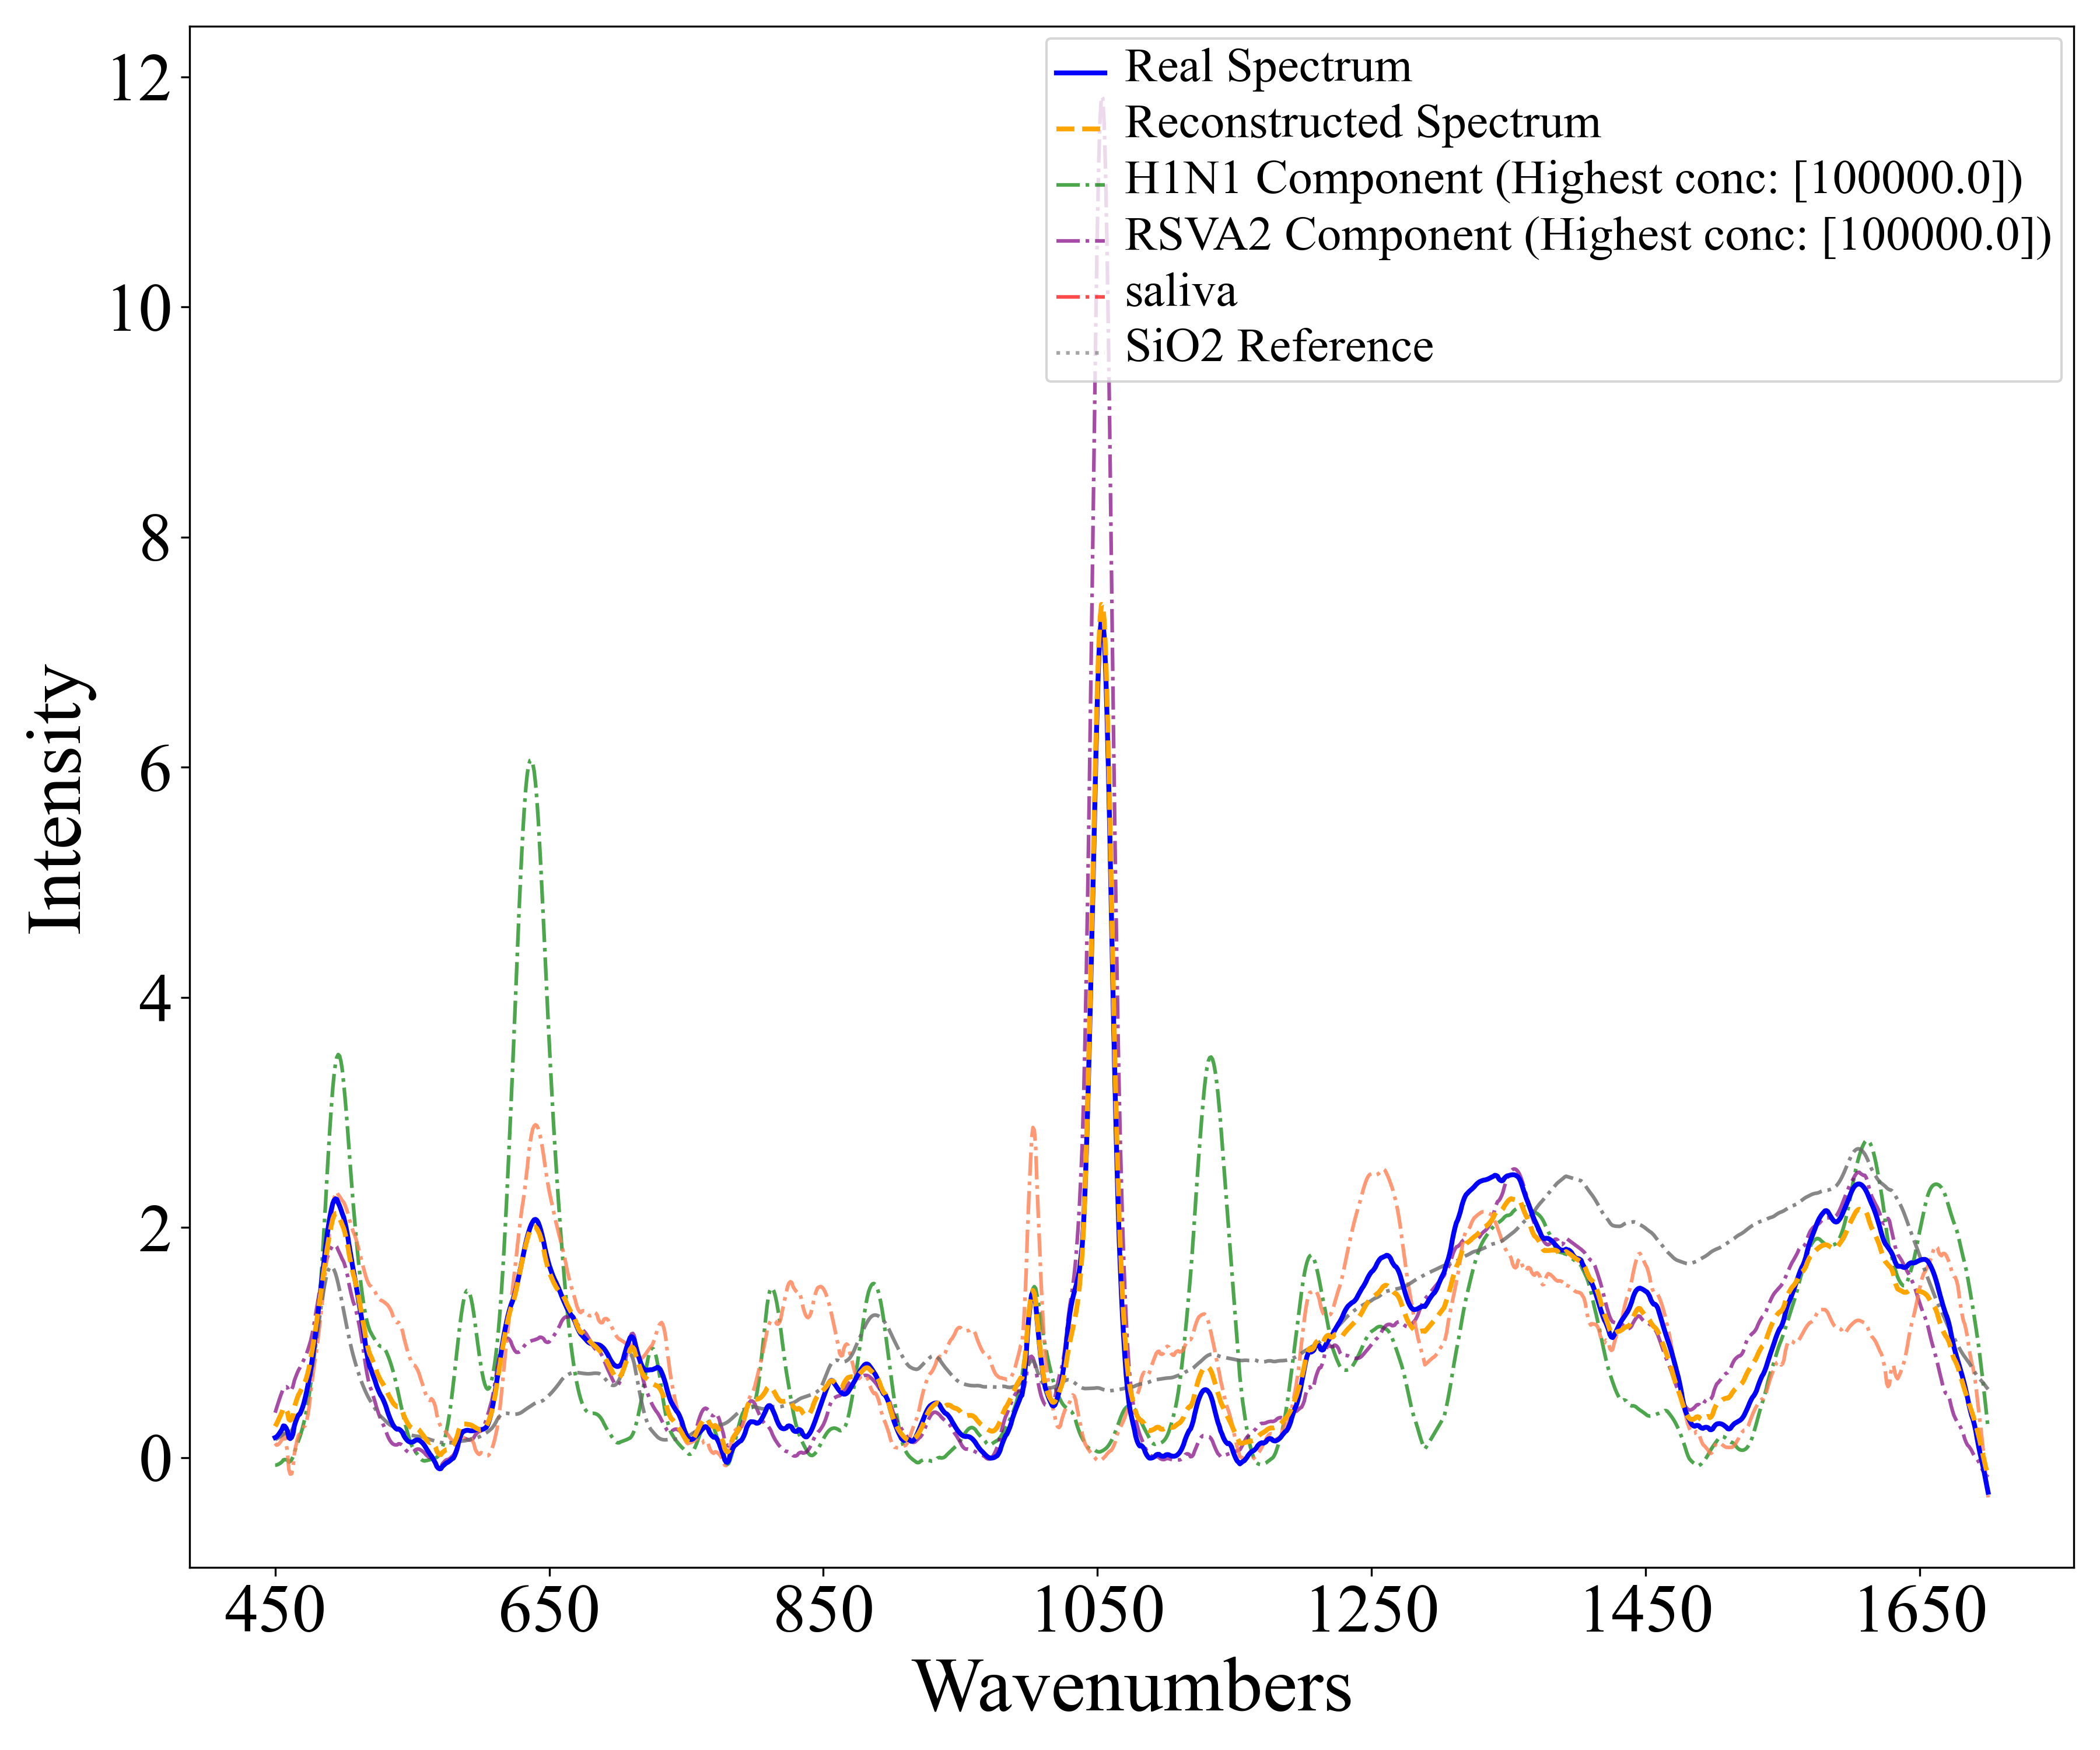 Real Spectrum
Reconstructed Spectrum
H1N1 Component (Highest conc: [100000.0])
RSVA2 Component (Highest conc: [100000.0])
saliva
SiO2 Reference
12
10
8
6
4
2
0
Intensity
450
650
850
1050
1250
1450
1650
Wavenumbers